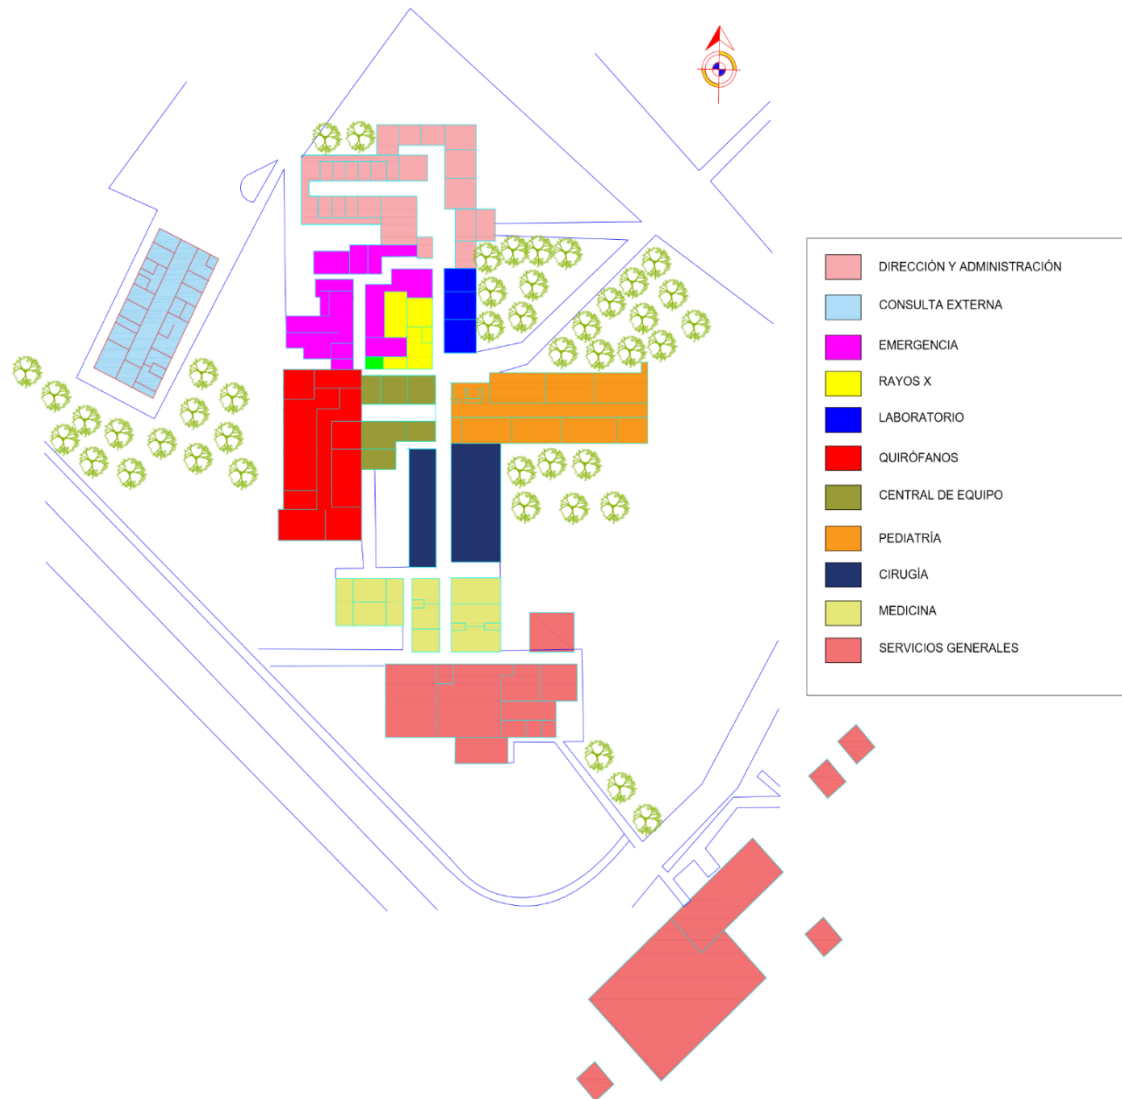 DIRECCIÓN Y ADMINISTRACIÓN
CONSULTA EXTERNA
EMERGENCIA
RAYOS X
LABORATORIO
QUIRÓFANOS
CENTRAL DE EQUIPO
PEDIATRÍA
CIRUGÍA
MEDICINA
SERVICIOS GENERALES